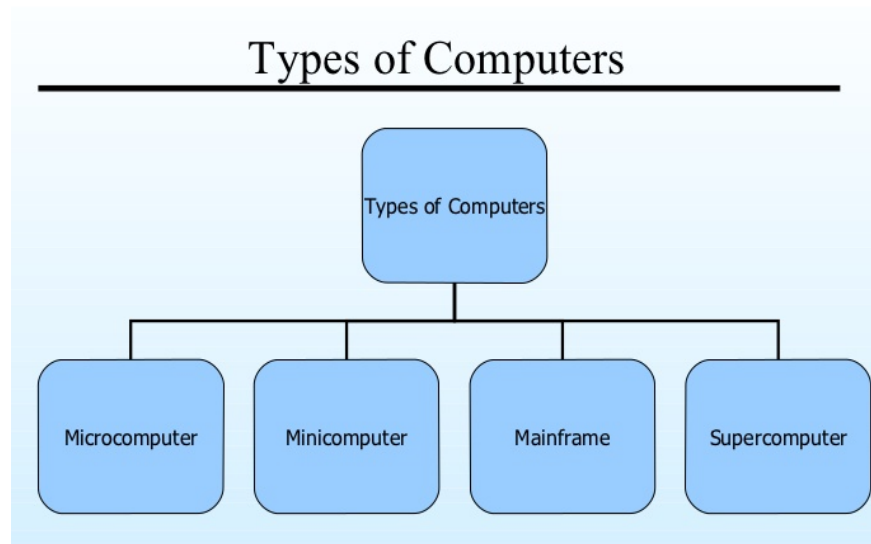 Types of Computers
Types of Computers
Microcomputer
Minicomputer
Mainframe
Supercomputer